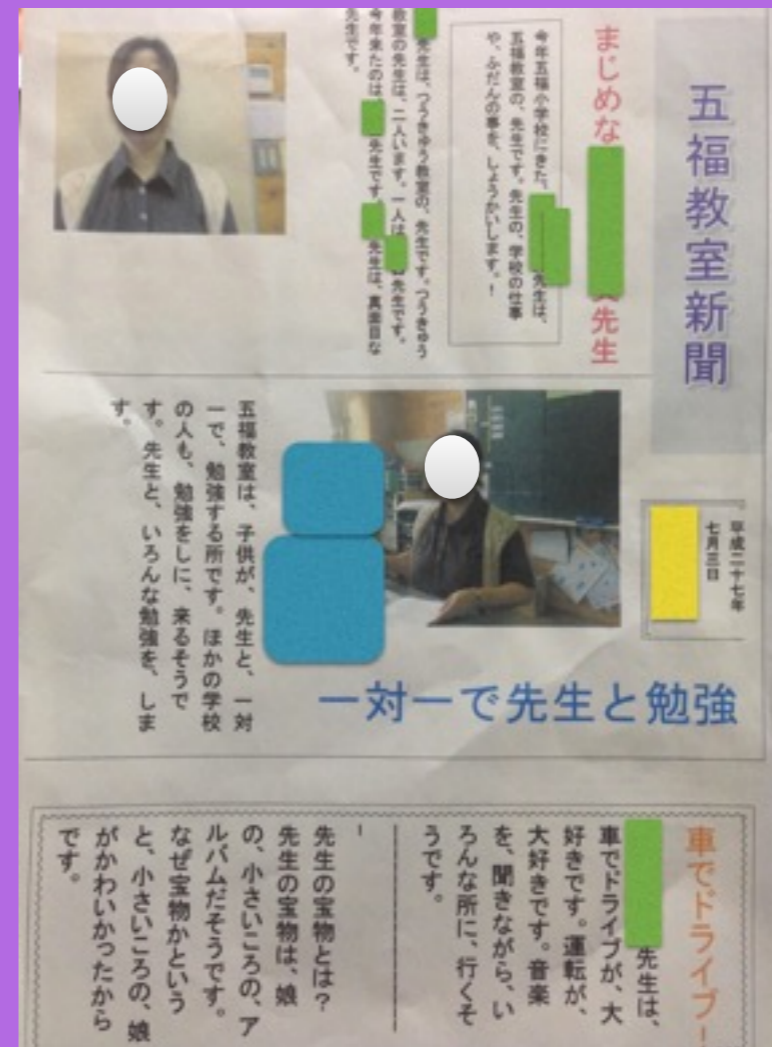 五福教室新聞
平成二十七年
七月三日
まじめな
先生
今年五福小学校にきた、
先生は、
五福教室の、先生です。先生の、学校の仕事
や、ふだんの事を、しょうかいします。！
先生は、つうきゅう教室の、先生です。つうきゅう
教室の先生は、二人います。一人は
先生です。
今年来たのは、
先生です。
先生は、真面目な
先生です。
一対一で先生と勉強
五福教室は、子供が、先生と、一対
一で、勉強する所です。ほかの学校
の人も、勉強をしに、来るそうで
す。先生と、いろんな勉強を、しま
す。
車でドライブ！
先生は、
車でドライブが、大
好きです。運転が、
大好きです。音楽
を、聞きながら、い
ろんな所に、行くそ
うです。
先生の宝物とは？
先生の宝物は、娘
の、小さいころの、ア
ルバムだそうです。
なぜ宝物かという
と、小さいころの、娘
がかわいかったから
です。